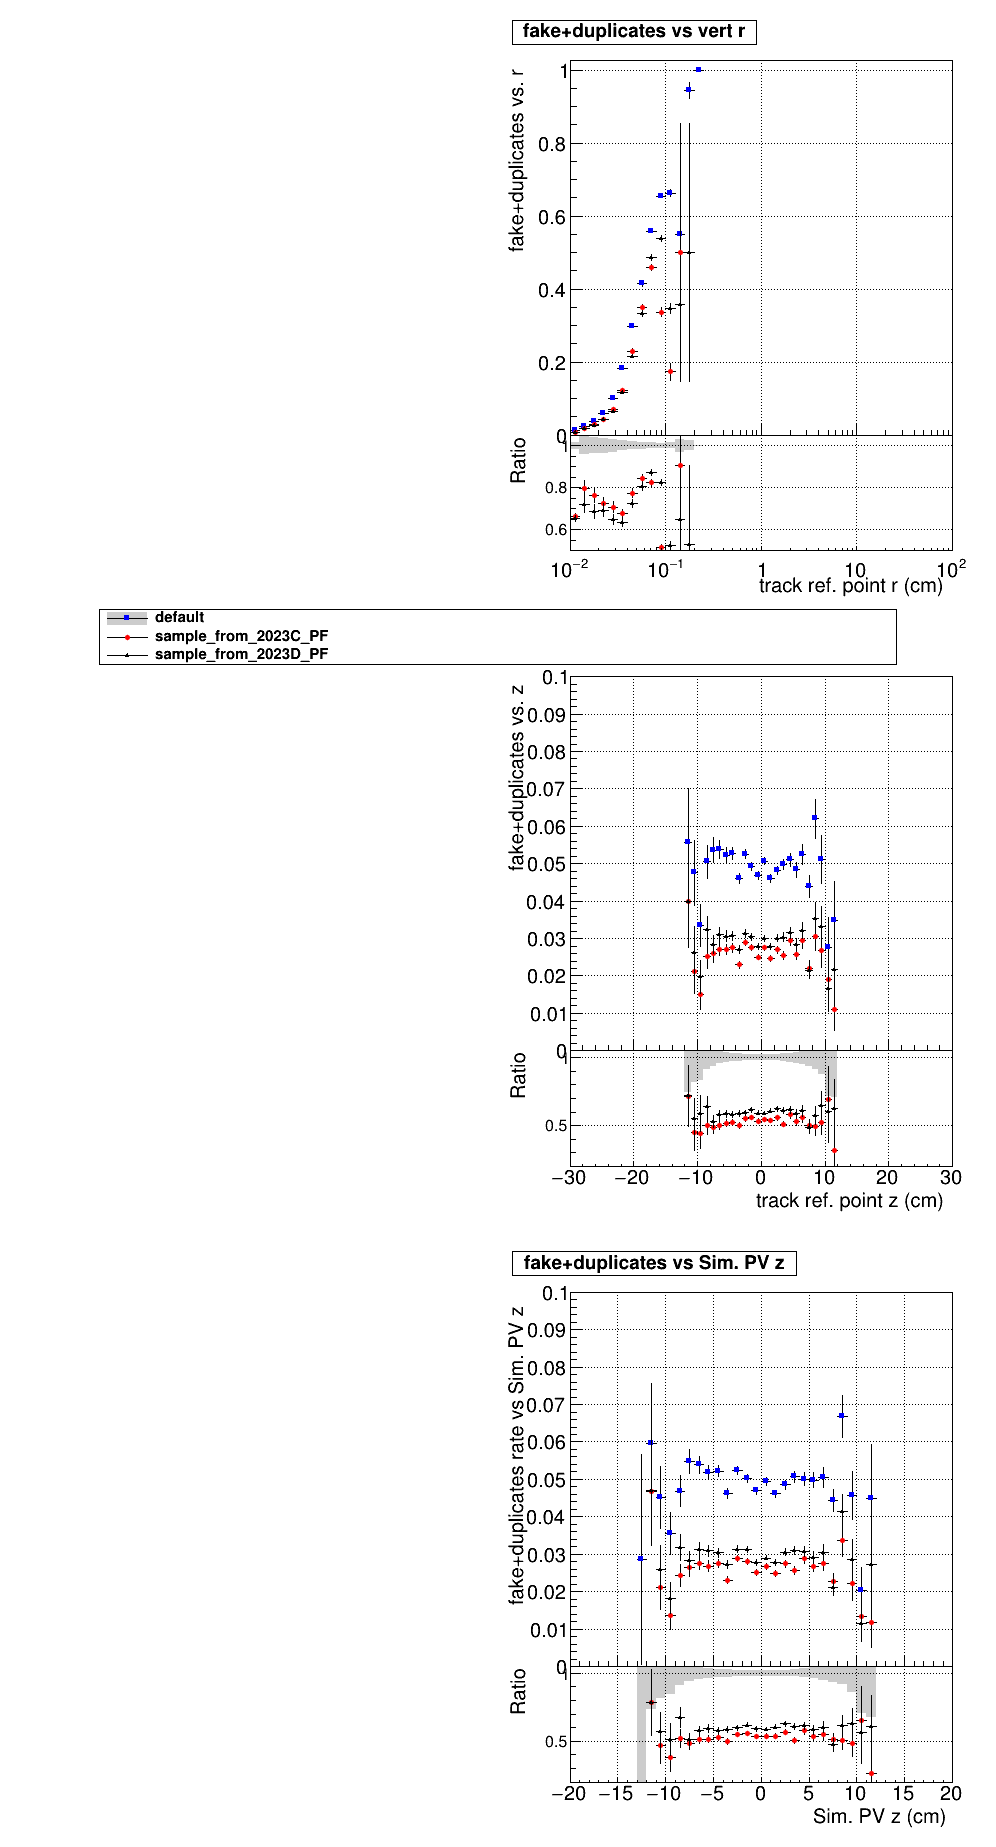 fake+duplicates vs vert r
fake+duplicates vs. r
1
0.8
0.6
0.4
0.2
0
Ratio
1
0.8
0.6
10−2
10−1
1
10
10²
track ref. point r (cm)
default
sample_from_2023C_PF
sample_from_2023D_PF
fake+duplicates vs. z
0.1
0.09
0.08
0.07
0.06
0.05
0.04
0.03
0.02
0.01
0
Ratio
1
0.5
−30 −20 −10 0 10 20 30
track ref. point z (cm)
fake+duplicates vs Sim. PV z
fake+duplicates rate vs Sim. PV z
0.1
0.09
0.08
0.07
0.06
0.05
0.04
0.03
0.02
0.01
0
Ratio
1
0.5
−20 −15 −10 −5 0 5 10 15 20
Sim. PV z (cm)